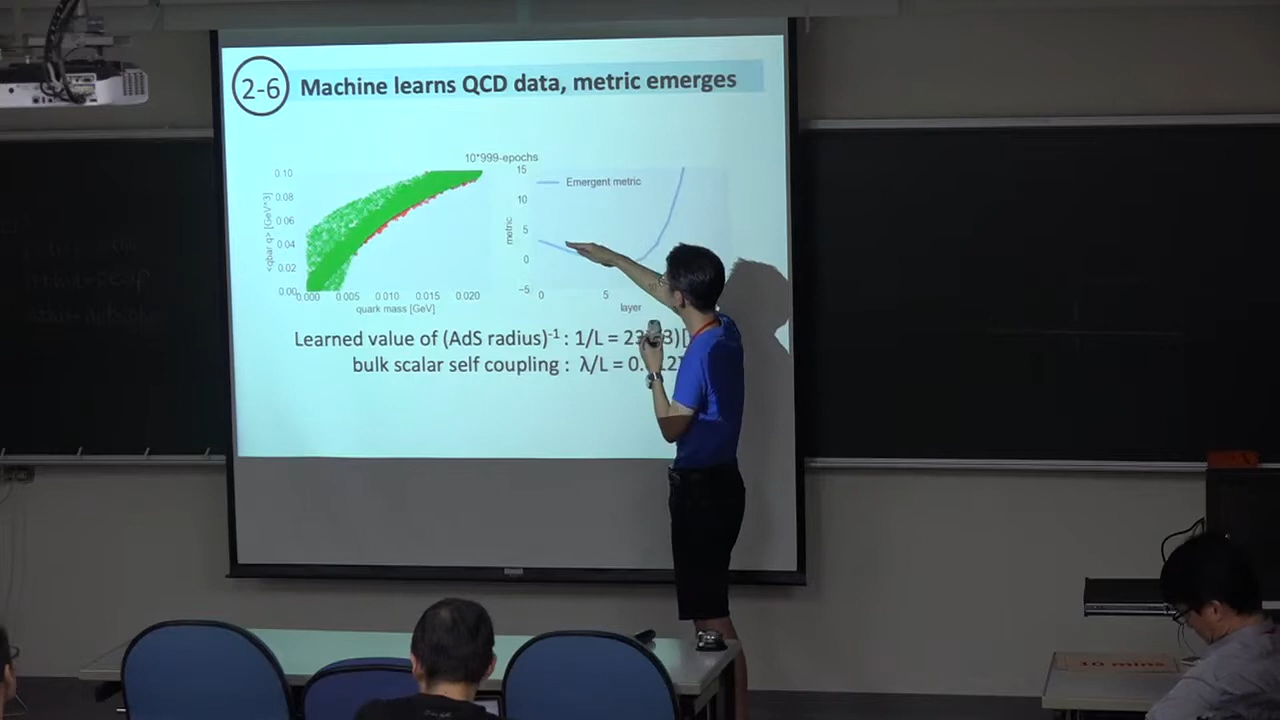 2-6
Machine learns QCD data, metric emerges
10*999-epochs
0.10
0.08
0.06
0.04
0.02
0.00
<qbar q> [GeV^3]
0.000 0.005 0.010 0.015 0.020
quark mass [GeV]
15
10
5
0
−5
metric
Emergent metric
0 5
layer
Learned value of (AdS radius)-1 : 1/L =
bulk scalar self coupling : λ/L =
10 mins